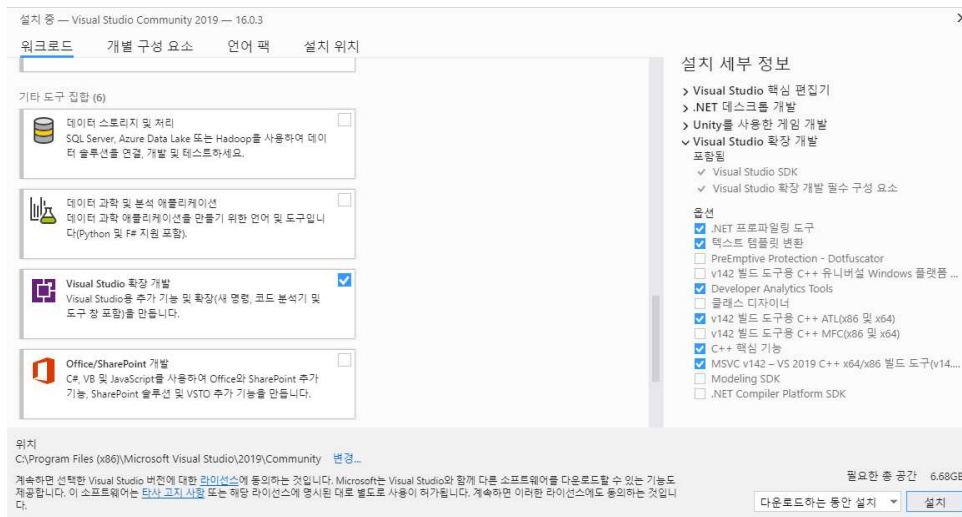 설치 중 — Visual Studio Community 2019 — 16.0.3
워크로드 개별 구성 요소 언어 팩 설치 위치
기타 도구 집합 (6)
데이터 스토리지 및 처리
SQL Server, Azure Data Lake 또는 Hadoop를 사용하여 데이
터 솔루션을 연결, 개발 및 테스트하세요.
데이터 과학 및 분석 애플리케이션
데이터 과학 애플리케이션을 만들기 위한 언어 및 도구입니
다(Python 및 F# 지원 포함).
Visual Studio 확장 개발
Visual Studio용 추가 기능 및 확장(새 명령, 코드 분석기 및
도구 창 포함)을 만듭니다.
Office/SharePoint 개발
C#, VB 및 JavaScript를 사용하여 Office와 SharePoint 추가
기능, SharePoint 솔루션 및 VSTO 추가 기능을 만듭니다.
설치 세부 정보
Visual Studio 핵심 편집기
.NET 데스크톱 개발
Unity를 사용한 게임 개발
Visual Studio 확장 개발
포함됨
Visual Studio SDK
Visual Studio 확장 개발 필수 구성 요소
옵션
.NET 프로파일링 도구
텍스트 템플릿 변환
PreEmptive Protection - Dotfuscator
v142 빌드 도구용 C++ 유니버설 Windows 플랫폼 ...
Developer Analytics Tools
클래스 디자이너
v142 빌드 도구용 C++ ATL(x86 및 x64)
v142 빌드 도구용 C++ MFC(x86 및 x64)
C++ 핵심 기능
MSVC v142 – VS 2019 C++ x64/x86 빌드 도구(v14....
Modeling SDK
.NET Compiler Platform SDK
위치
C:\Program Files (x86)\Microsoft Visual Studio\2019\Community 변경...
계속하면 선택한 Visual Studio 버전에 대한 라이선스에 동의하는 것입니다. Microsoft는 Visual Studio와 함께 다른 소프트웨어를 다운로드할 수 있는 기능도
제공합니다. 이 소프트웨어는 타사 고지 사항 또는 해당 라이선스에 명시된 대로 별도로 사용이 허가됩니다. 계속하면 이러한 라이선스에도 동의하는 것입니
다.
필요한 총 공간 6.68GB
다운로드하는 동안 설치 설치